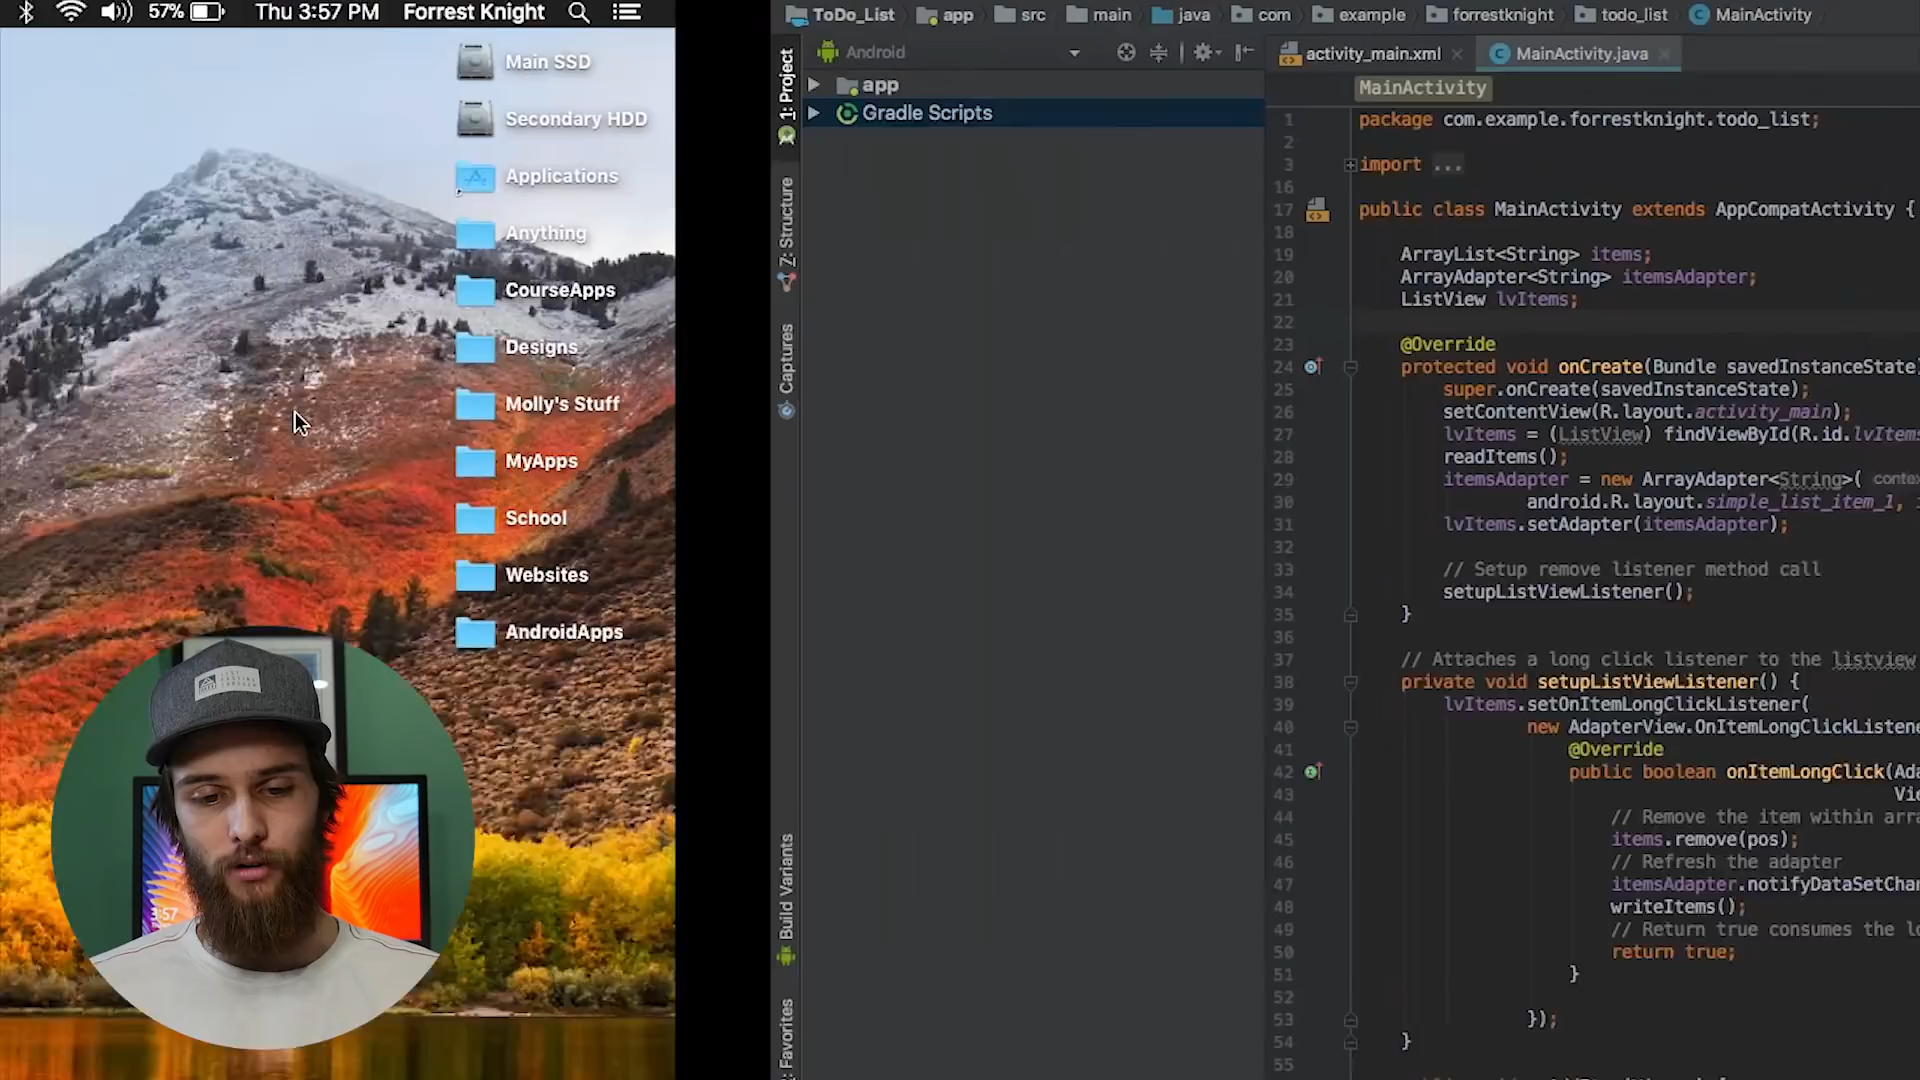 57% Thu 3:57 PM Forrest Knight
Main SSD
Secondary HDD
Applications
Anything
CourseApps
Designs
Molly's Stuff
MyApps
School
Websites
AndroidApps
3:57
ToDo_List app src main java com example forrestknight todo_list MainActivity
Android
1: Project
Z: Structure
Captures
Build Variants
Favorites
app
Gradle Scripts
activity_main.xml MainActivity.java
MainActivity
1 package com.example.forrestknight.todo_list;
2
3 import ...
16
17 public class MainActivity extends AppCompatActivity {
18
19 ArrayList<String> items;
20 ArrayAdapter<String> itemsAdapter;
21 ListView lvItems;
22
23 @Override
24 protected void onCreate(Bundle savedInstanceState)
25 super.onCreate(savedInstanceState);
26 setContentView(R.layout.activity_main);
27 lvItems = (ListView) findViewById(R.id.lvItems
28 readItems();
29 itemsAdapter = new ArrayAdapter<String>( conte
30 android.R.layout.simple_list_item_1,
31 lvItems.setAdapter(itemsAdapter);
32
33 // Setup remove listener method call
34 setupListViewListener();
35 }
36
37 // Attaches a long click listener to the listview
38 private void setupListViewListener() {
39 lvItems.setOnItemLongClickListener(
40 new AdapterView.OnItemLongClickListene
41 @Override
42 public boolean onItemLongClick(Ada
43 Vie
44 // Remove the item within arra
45 items.remove(pos);
46 // Refresh the adapter
47 itemsAdapter.notifyDataSetChan
48 writeItems();
49 // Return true consumes the lo
50 return true;
51 }
52
53 });
54 }
55